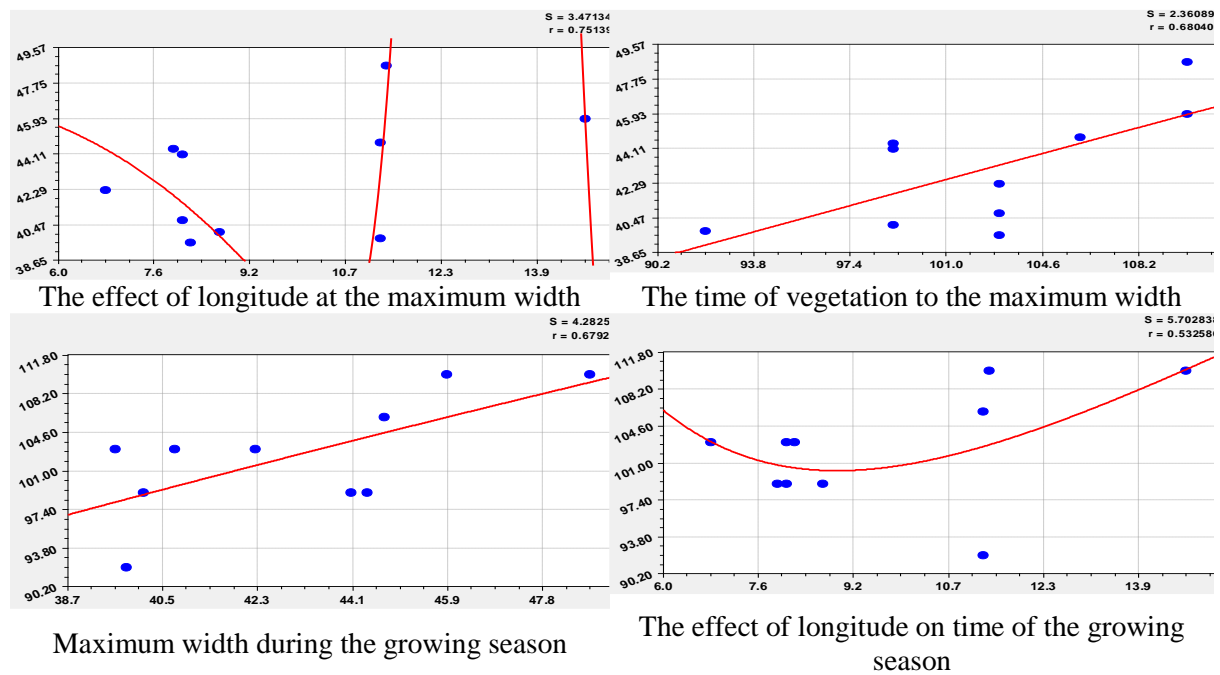 S = 3.47134
r = 0.75139
49.57
47.75
45.93
44.11
42.29
40.47
38.65
6.0 7.6 9.2 10.7 12.3 13.9
The effect of longitude at the maximum width
S = 2.36089
r = 0.68040
49.57
47.75
45.93
44.11
42.29
40.47
38.65
90.2 93.8 97.4 101.0 104.6 108.2
The time of vegetation to the maximum width
S = 4.2825
r = 0.6792
111.80
108.20
104.60
101.00
97.40
93.80
90.20
38.7 40.5 42.3 44.1 45.9 47.8
Maximum width during the growing season
S = 5.702838
r = 0.532586
111.80
108.20
104.60
101.00
97.40
93.80
90.20
6.0 7.6 9.2 10.7 12.3 13.9
The effect of longitude on time of the growing
season